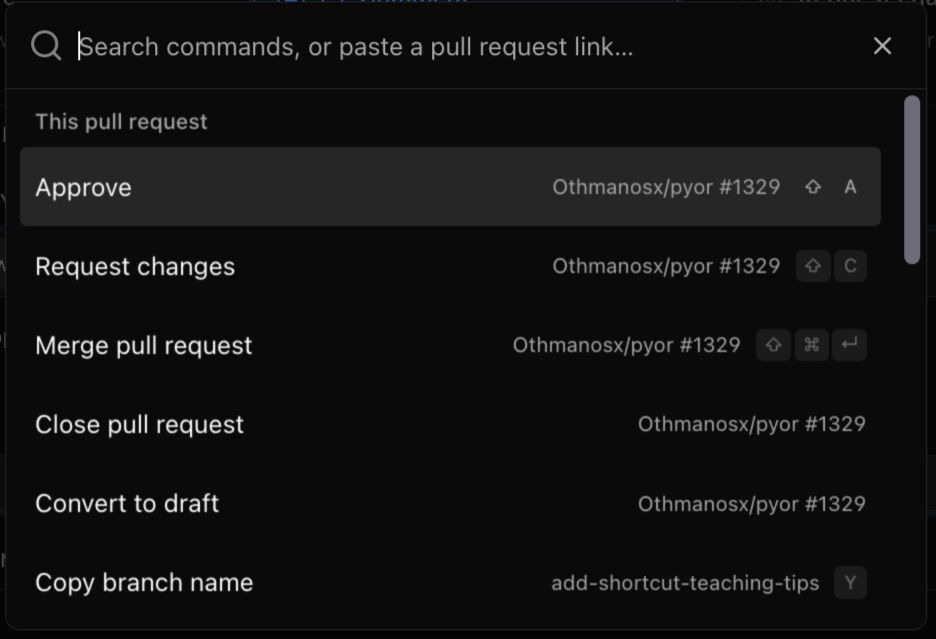 Search commands, or paste a pull request link...
This pull request
Approve Othmanosx/pyor #1329 ⇧ A
Request changes Othmanosx/pyor #1329 ⇧ C
Merge pull request Othmanosx/pyor #1329 ⇧ ⌘ ↵
Close pull request Othmanosx/pyor #1329
Convert to draft Othmanosx/pyor #1329
Copy branch name add-shortcut-teaching-tips Y